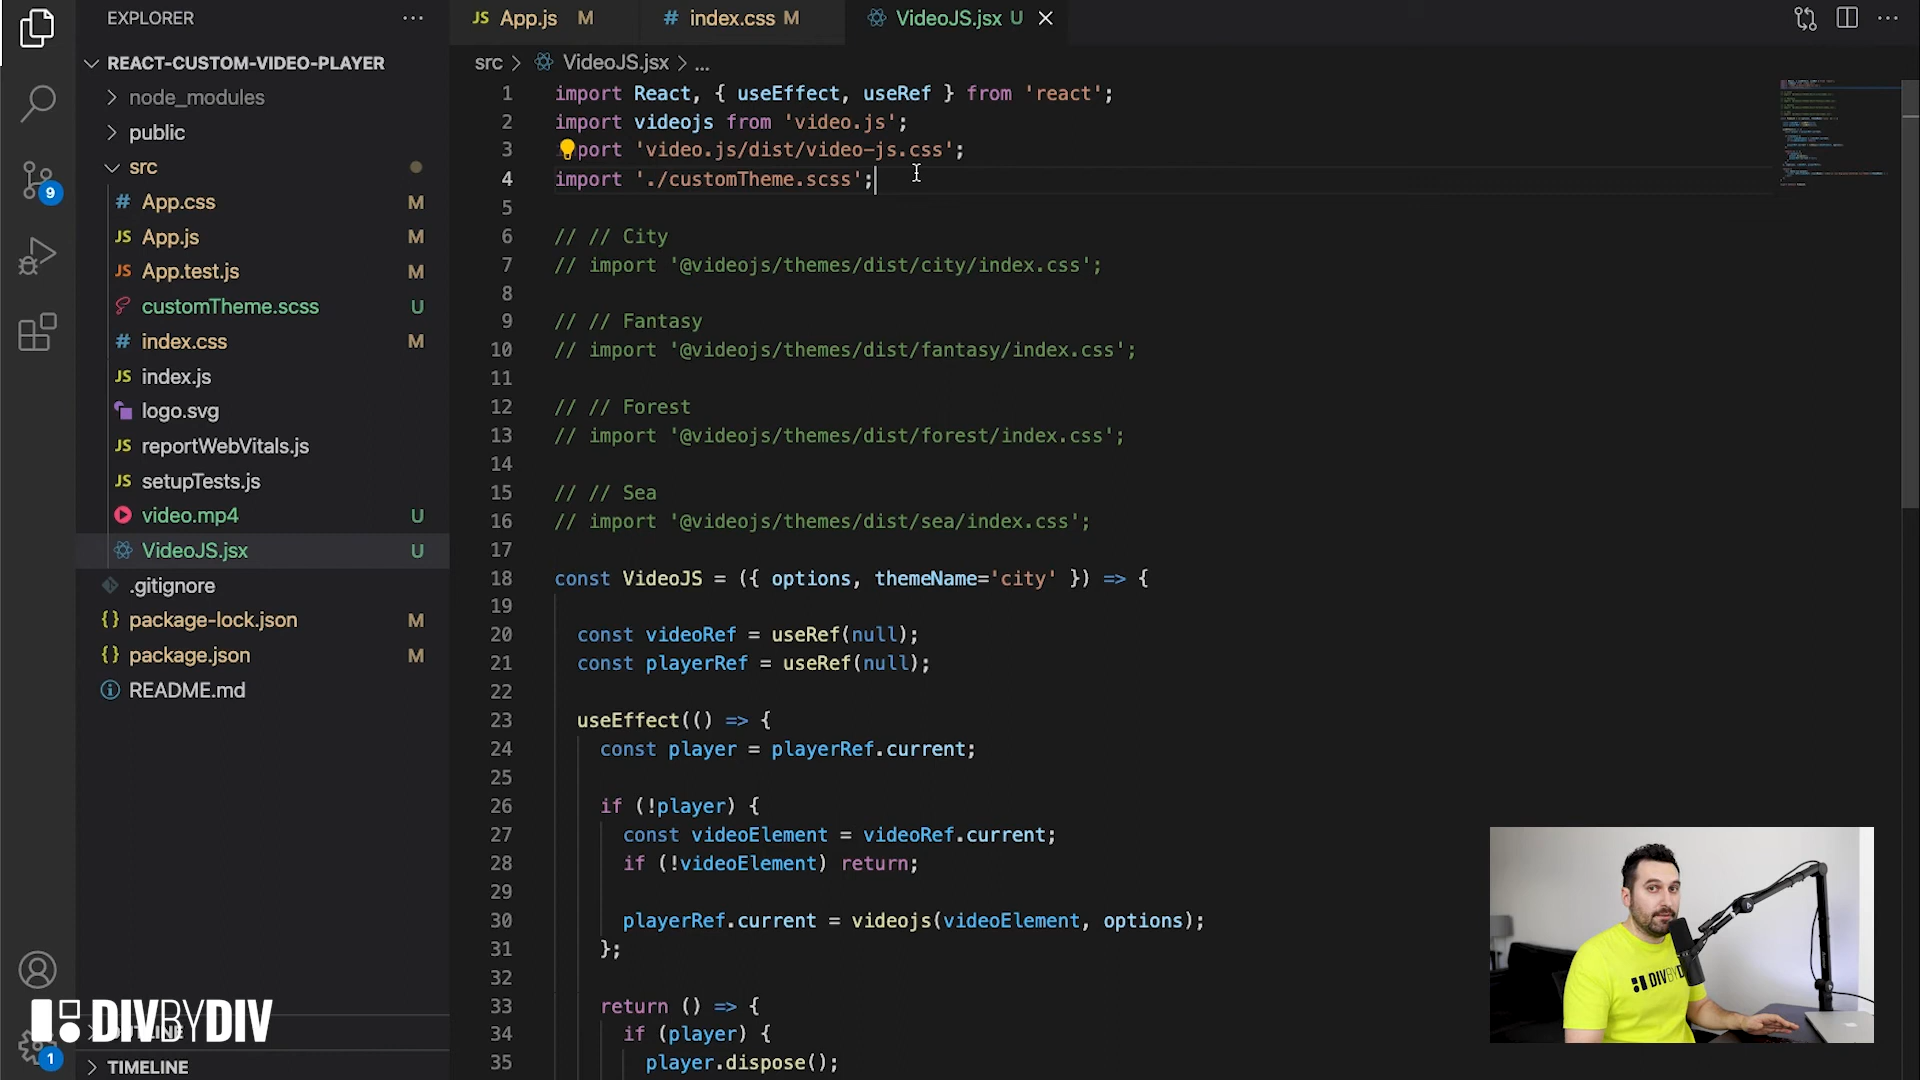 EXPLORER
REACT-CUSTOM-VIDEO-PLAYER
node_modules
public
src
# App.css M
JS App.js M
JS App.test.js M
customTheme.scss U
# index.css M
JS index.js
logo.svg
JS reportWebVitals.js
JS setupTests.js
video.mp4 U
VideoJS.jsx U
.gitignore
{} package-lock.json M
{} package.json M
README.md
OUTLINE
TIMELINE
9
1
DIVBYDIV
JS App.js M
# index.css M
VideoJS.jsx U
src > VideoJS.jsx > ...
1 import React, { useEffect, useRef } from 'react';
2 import videojs from 'video.js';
3 import 'video.js/dist/video-js.css';
4 import './customTheme.scss';
5
6 // // City
7 // import '@videojs/themes/dist/city/index.css';
8
9 // // Fantasy
10 // import '@videojs/themes/dist/fantasy/index.css';
11
12 // // Forest
13 // import '@videojs/themes/dist/forest/index.css';
14
15 // // Sea
16 // import '@videojs/themes/dist/sea/index.css';
17
18 const VideoJS = ({ options, themeName='city' }) => {
19
20 const videoRef = useRef(null);
21 const playerRef = useRef(null);
22
23 useEffect(() => {
24 const player = playerRef.current;
25
26 if (!player) {
27 const videoElement = videoRef.current;
28 if (!videoElement) return;
29
30 playerRef.current = videojs(videoElement, options);
31 };
32
33 return () => {
34 if (player) {
35 player.dispose();